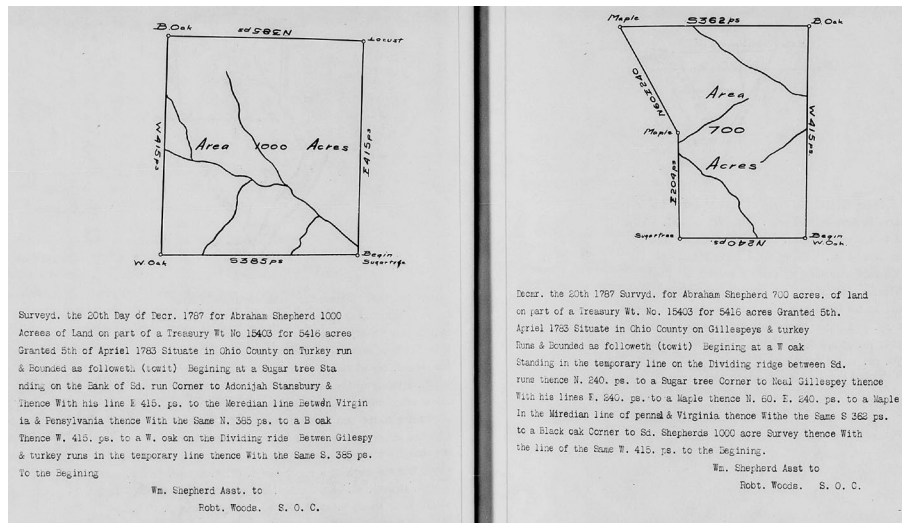 B. Oak
N385ps
Locust
W415ps
Area 1000 Acres
E415ps
W. Oak
S385ps
Begin
Sugartree
Surveyd. the 20th Day of Decr. 1787 for Abraham Shepherd 1000
Acrees of Land on part of a Treasury Wt No 15403 for 5416 acres
Granted 5th of Apriel 1783 Situate in Ohio County on Turkey run
& Bounded as followeth (towit) Begining at a Sugar tree Sta
nding on the Bank of Sd. run Corner to Adonijah Stansbury &
Thence With his line E 415. ps. to the Meredian line Betwen Virgin
ia & Pensylvania thence With the Same N. 385 ps. to a B oak
Thence W. 415. ps. to a W. oak on the Dividing ride Betwen Gilespy
& turkey runs in the temporary line thence With the Same S. 385 ps.
To the Begining
Wm. Shepherd Asst. to
Robt. Woods. S. O. C.
Maple
S362ps
B. Oak
N60E240
Area
Maple
700
W415ps
Acres
E204ps
Sugartree
N240ps.
Begin
W. Oak
Decmr. the 20th 1787 Survyd. for Abraham Shepherd 700 acres. of land
on part of a Treasury Wt. No. 15403 for 5416 acres Granted 5th.
Apriel 1783 Situate in Ohio County on Gillespeys & turkey
Runs & Bounded as followeth (towit) Begining at a W oak
Standing in the temporary line on the Dividing ridge between Sd.
runs thence N. 240. ps. to a Sugar tree Corner to Neal Gillespey thence
With his lines E. 240. ps. to a Maple thence N. 60. E. 240. ps. to a Maple
In the Miredian line of pennsl & Virginia thence Withe the Same S 362 ps.
to a Black oak Corner to Sd. Shepherds 1000 acre Survey thence With
the line of the Same W. 415. ps. to the Begining.
Wm. Shepherd Asst to
Robt. Woods. S. O. C.